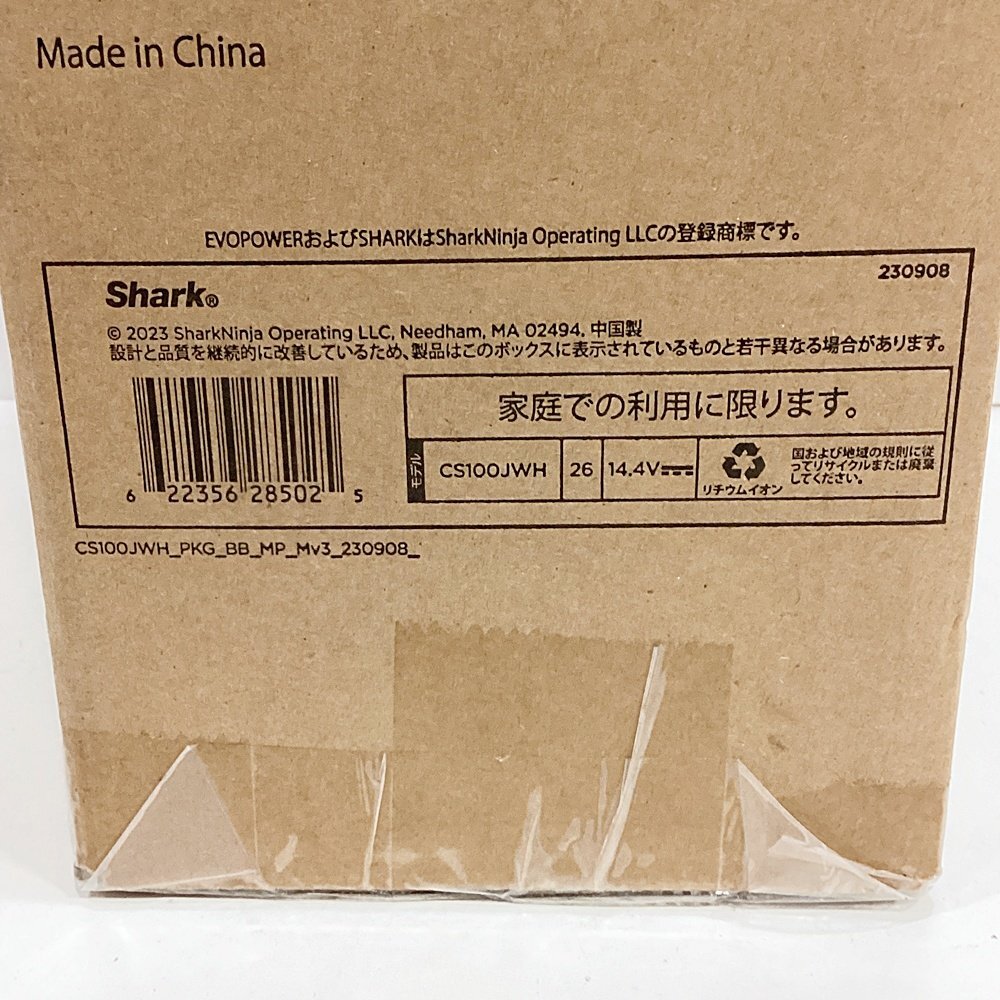 Made in China
EVOPOWERおよびSHARKはSharkNinja Operating LLCの登録商標です。
230908
Shark®
© 2023 SharkNinja Operating LLC, Needham, MA 02494. 中国製
設計と品質を継続的に改善しているため、製品はこのボックスに表示されているものと若干異なる場合があります。
家庭での利用に限ります。
モデル CS100JWH 26 14.4V⎓
リチウムイオン
国および地域の規則に従
ってリサイクルまたは廃棄
してください。
6 22356 28502 5
CS100JWH_PKG_BB_MP_Mv3_230908_